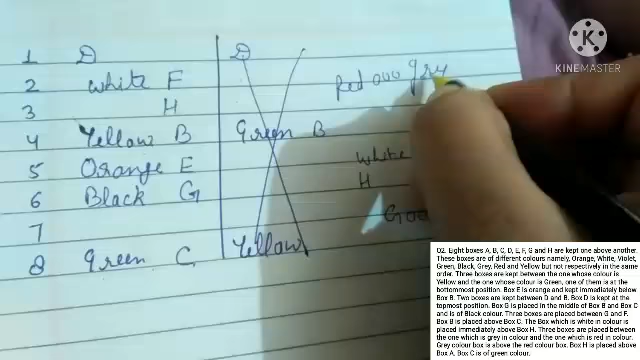 1 D D
2 white F Red 000 gry
3 H
4 Yellow B Green B
5 Orange E white
6 Black G H
7 G00
8 Green C Yellow
KINEMASTER
Q2. Eight boxes A, B, C, D, E, F, G and H are kept one above another.
These boxes are of different colours namely, Orange, White, Violet,
Green, Black, Grey, Red and Yellow but not respectively in the same
order. Three boxes are kept between the one whose colour is
Yellow and the one whose colour is Green, one of them is at the
bottommost position. Box E is orange and kept immediately below
Box B. Two boxes are kept between D and B. Box D is kept at the
topmost position. Box G is placed in the middle of Box B and Box C
and is of Black colour. Three boxes are placed between G and F.
Box B is placed above Box C. The Box which is white in colour is
placed immediately above Box H. Three boxes are placed between
the one which is grey in colour and the one which is red in colour.
Grey colour box is above the red colour box. Box H is placed above
Box A. Box C is of green colour.